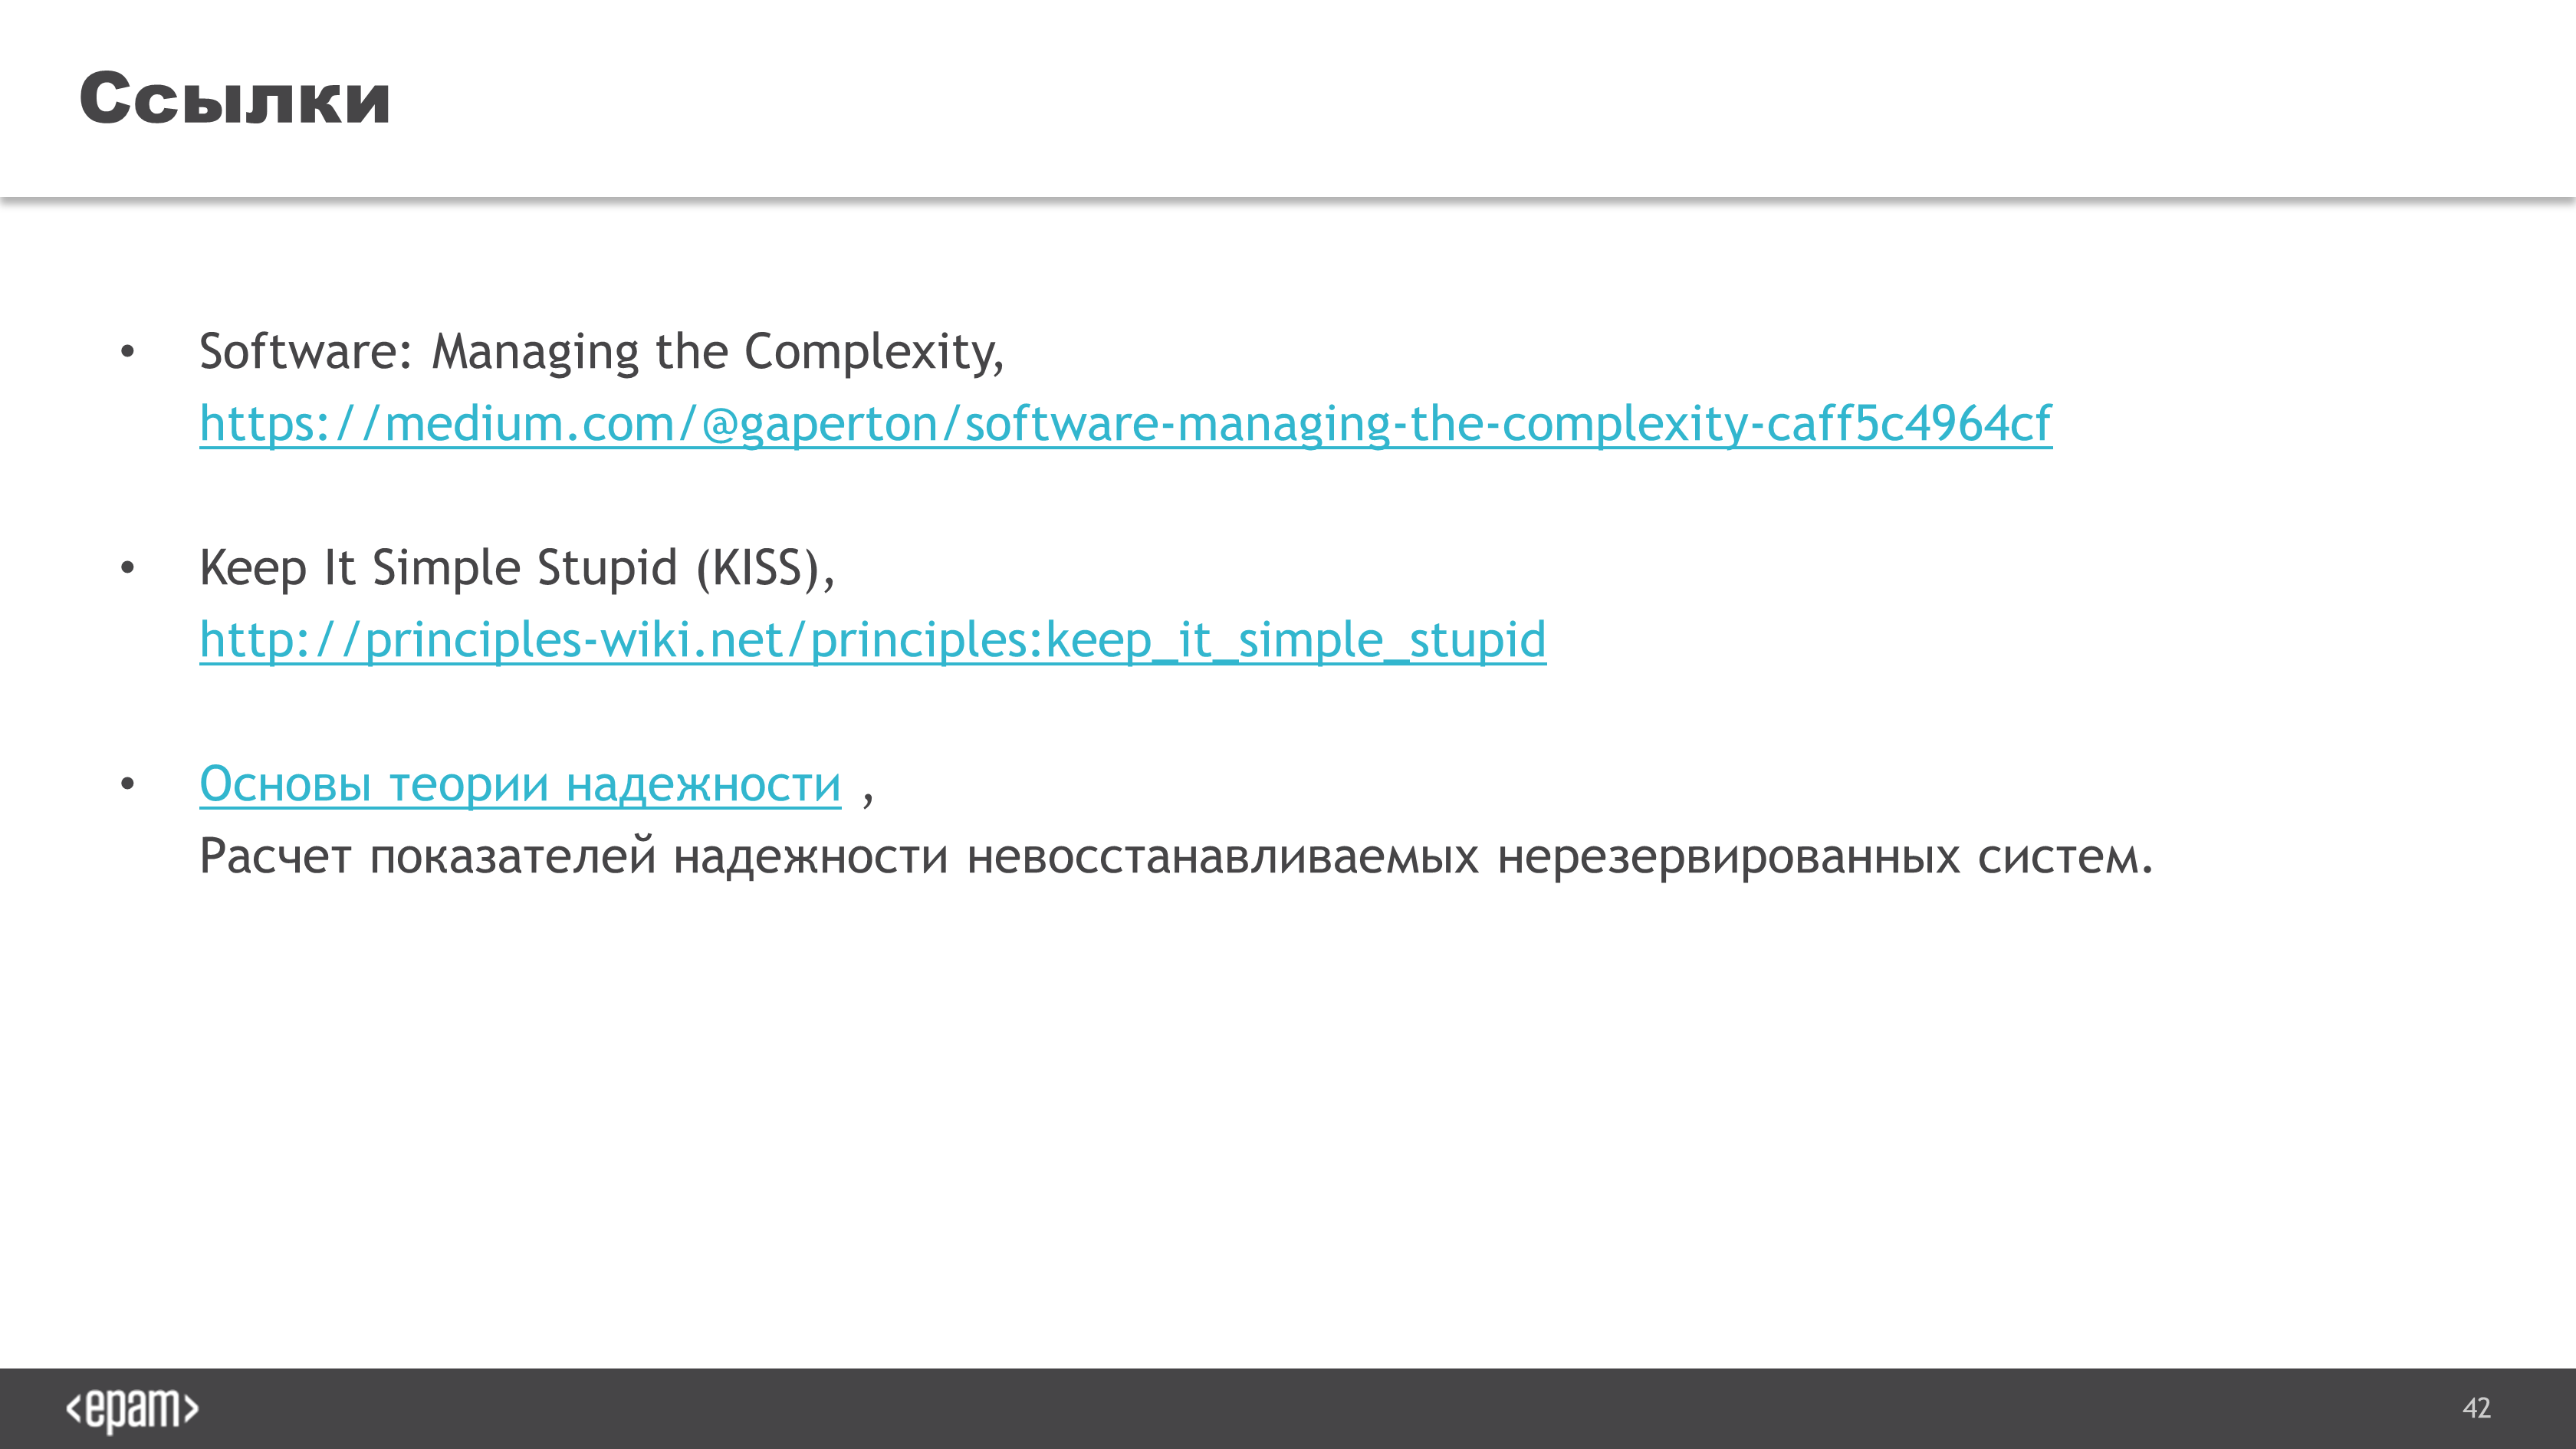 Ссылки
• Software: Managing the Complexity,
https://medium.com/@gaperton/software-managing-the-complexity-caff5c4964cf
• Keep It Simple Stupid (KISS),
http://principles-wiki.net/principles:keep_it_simple_stupid
• Основы теории надежности ,
Расчет показателей надежности невосстанавливаемых нерезервированных систем.
<epam>
42